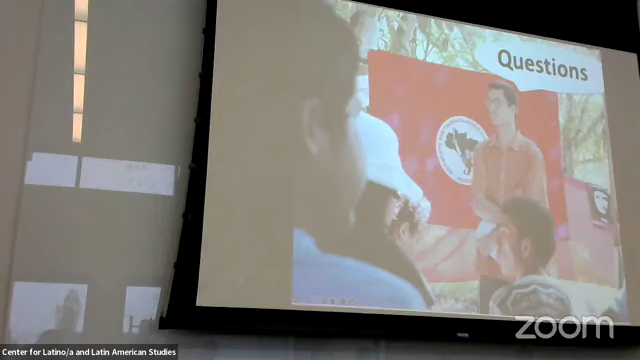 Questions
zoom
Center for Latino/a and Latin American Studies